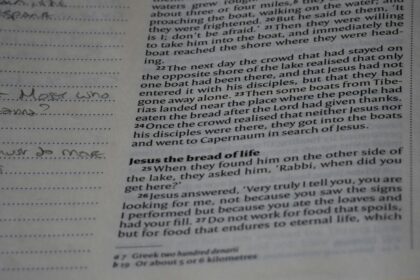 waters grew rough.
about three or four miles, they
proaching the boat, walking on the water; and
they were frightened. 20 But he said to them, 'It
is I; don't be afraid.' 21 Then they were willing
to take him into the boat, and immediately the
boat reached the shore where they were head-
ing.
22 The next day the crowd that had stayed on
the opposite shore of the lake realised that only
one boat had been there, and that Jesus had not
entered it with his disciples, but that they had
gone away alone. 23 Then some boats from Tibe-
rias landed near the place where the people had
eaten the bread after the Lord had given thanks.
24 Once the crowd realised that neither Jesus nor
his disciples were there, they got into the boats
and went to Capernaum in search of Jesus.
Jesus the bread of life
25 When they found him on the other side of
the lake, they asked him, 'Rabbi, when did you
get here?'
26 Jesus answered, 'Very truly I tell you, you are
looking for me, not because you saw the signs
I performed but because you ate the loaves and
had your fill. 27 Do not work for food that spoils,
but for food that endures to eternal life, which
a 7 Greek two hundred denarii
b 19 Or about 5 or 6 kilometres
who
more